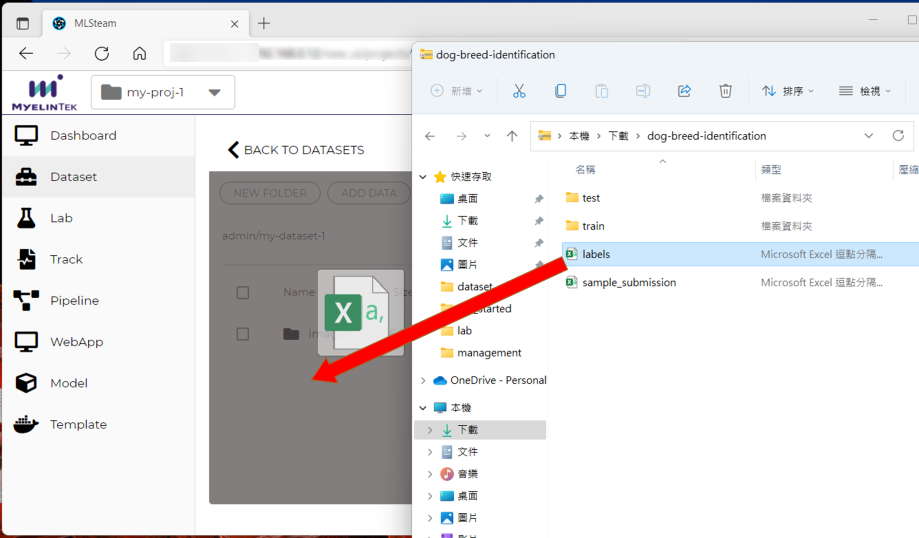 MLSteam
MYELINTEK
my-proj-1
Dashboard
Dataset
Lab
Track
Pipeline
WebApp
Model
Template
BACK TO DATASETS
NEW FOLDER
ADD DATA
admin/my-dataset-1
Name
Size
X
a,
dog-breed-identification
新增
排序
檢視
本機 > 下載 > dog-breed-identification
快速存取
桌面
下載
文件
圖片
dataset
lab
management
OneDrive - Personal
本機
下載
文件
音樂
桌面
圖片
名稱
類型
壓縮
test
檔案資料夾
train
檔案資料夾
labels
Microsoft Excel 逗點分隔...
sample_submission
Microsoft Excel 逗點分隔...